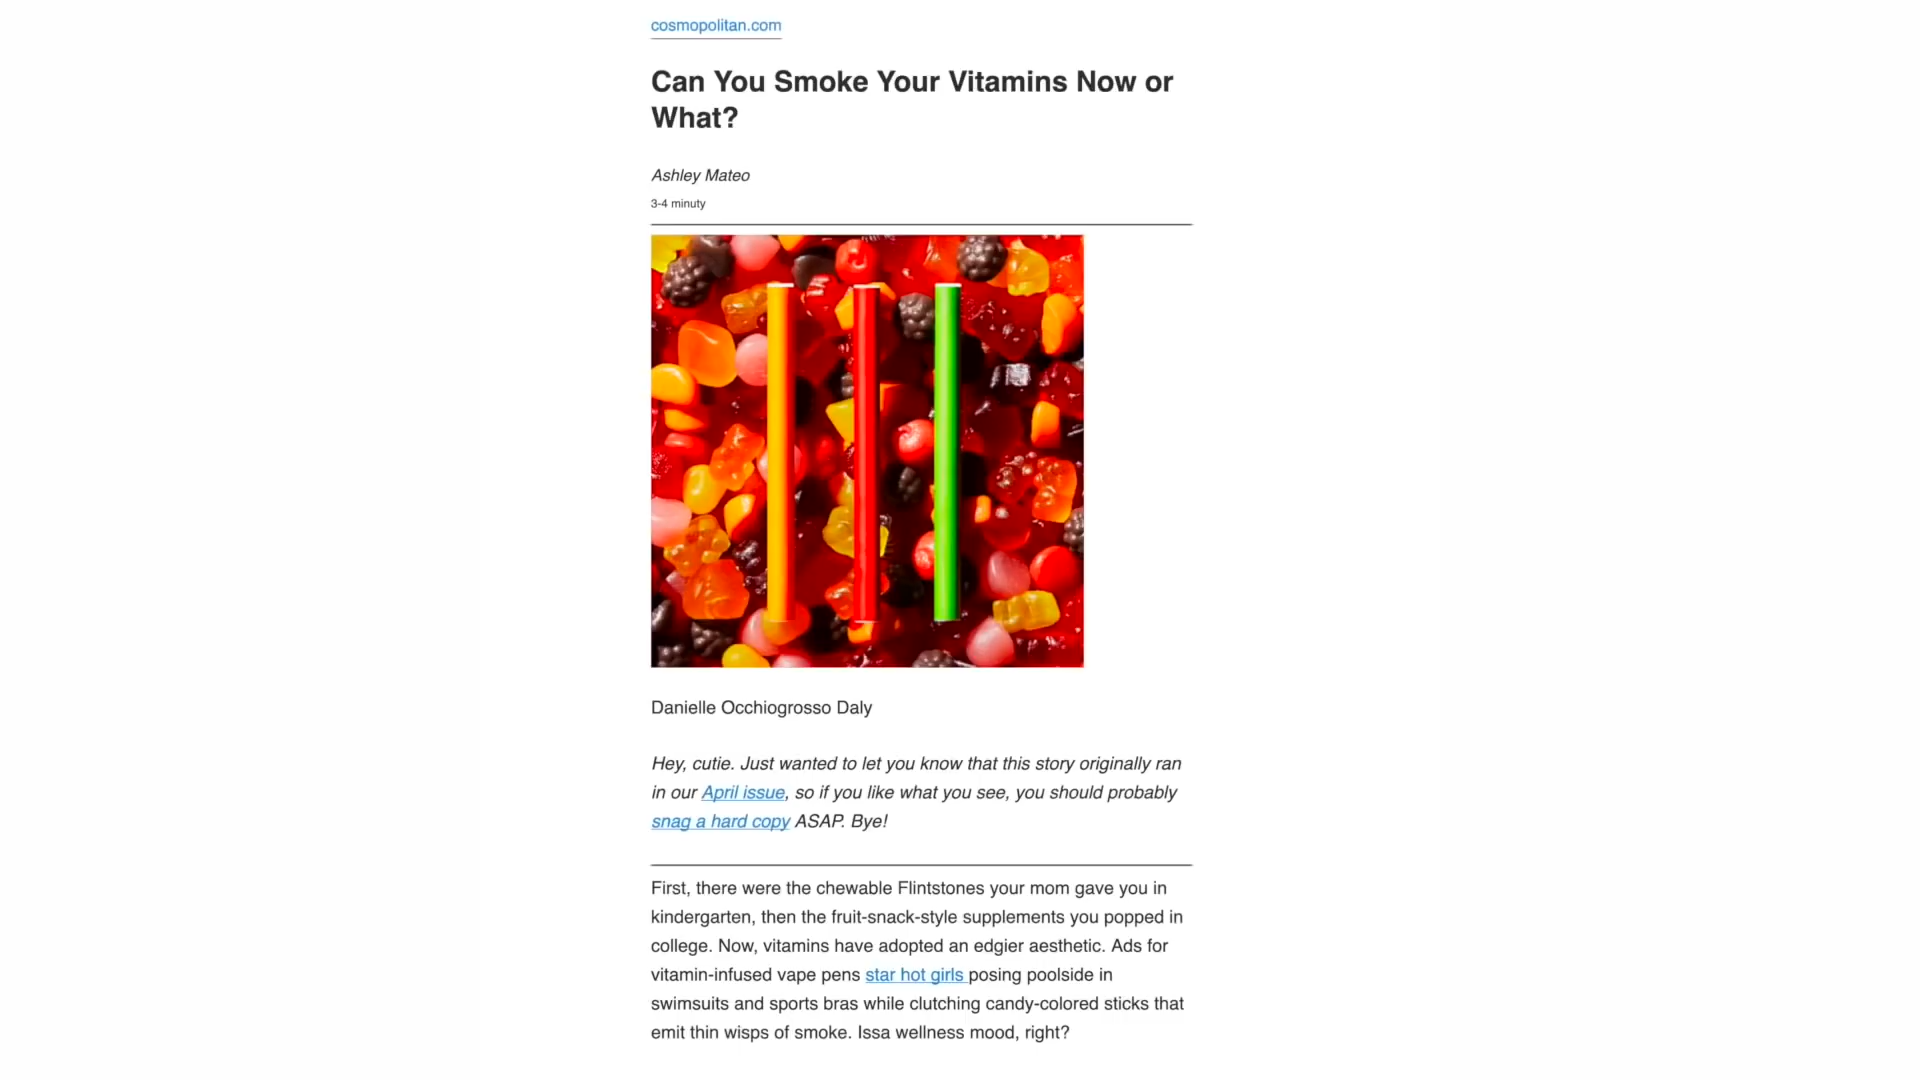 cosmopolitan.com
Can You Smoke Your Vitamins Now or
What?
Ashley Mateo
3-4 minuty
Danielle Occhiogrosso Daly
Hey, cutie. Just wanted to let you know that this story originally ran
in our April issue, so if you like what you see, you should probably
snag a hard copy ASAP. Bye!
First, there were the chewable Flintstones your mom gave you in
kindergarten, then the fruit-snack-style supplements you popped in
college. Now, vitamins have adopted an edgier aesthetic. Ads for
vitamin-infused vape pens star hot girls posing poolside in
swimsuits and sports bras while clutching candy-colored sticks that
emit thin wisps of smoke. Issa wellness mood, right?